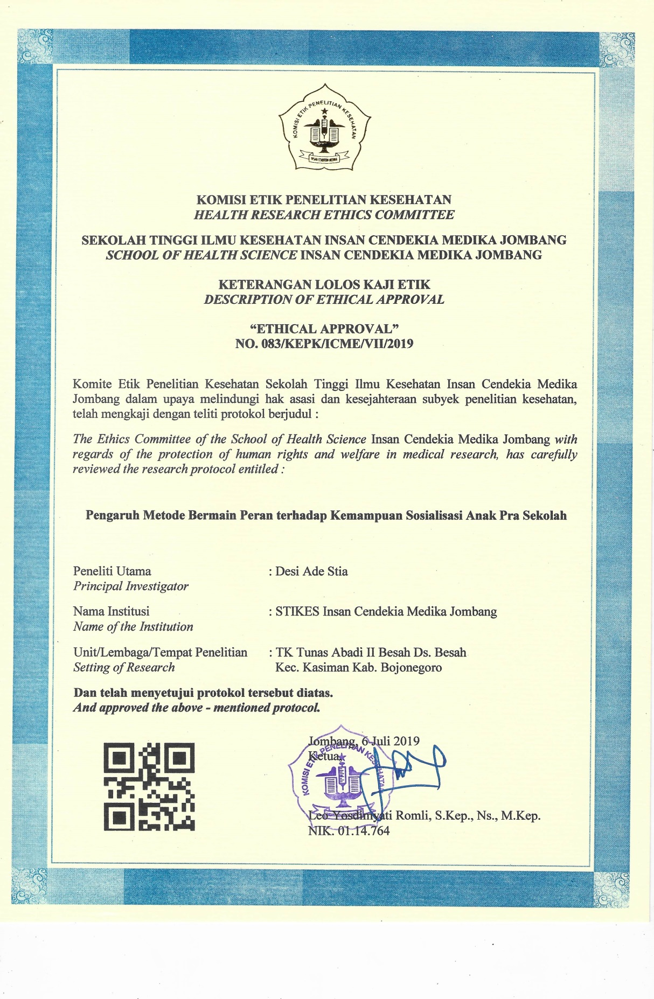 KOMISI ETIK PENELITIAN KESEHATAN
INSAN CENDEKIA MEDIKA
KOMISI ETIK PENELITIAN KESEHATAN
HEALTH RESEARCH ETHICS COMMITTEE
SEKOLAH TINGGI ILMU KESEHATAN INSAN CENDEKIA MEDIKA JOMBANG
SCHOOL OF HEALTH SCIENCE INSAN CENDEKIA MEDIKA JOMBANG
KETERANGAN LOLOS KAJI ETIK
DESCRIPTION OF ETHICAL APPROVAL
“ETHICAL APPROVAL”
NO. 083/KEPK/ICME/VII/2019
Komite Etik Penelitian Kesehatan Sekolah Tinggi Ilmu Kesehatan Insan Cendekia Medika
Jombang dalam upaya melindungi hak asasi dan kesejahteraan subyek penelitian kesehatan,
telah mengkaji dengan teliti protokol berjudul :
The Ethics Committee of the School of Health Science Insan Cendekia Medika Jombang with
regards of the protection of human rights and welfare in medical research, has carefully
reviewed the research protocol entitled :
Pengaruh Metode Bermain Peran terhadap Kemampuan Sosialisasi Anak Pra Sekolah
Peneliti Utama : Desi Ade Stia
Principal Investigator
Nama Institusi : STIKES Insan Cendekia Medika Jombang
Name of the Institution
Unit/Lembaga/Tempat Penelitian : TK Tunas Abadi II Besah Ds. Besah
Setting of Research Kec. Kasiman Kab. Bojonegoro
Dan telah menyetujui protokol tersebut diatas.
And approved the above - mentioned protocol.
Jombang, 6 Juli 2019
Ketua,
KOMISI ETIK PENELITIAN KESEHATAN
Leo Yosdimyati Romli, S.Kep., Ns., M.Kep.
NIK. 01.14.764